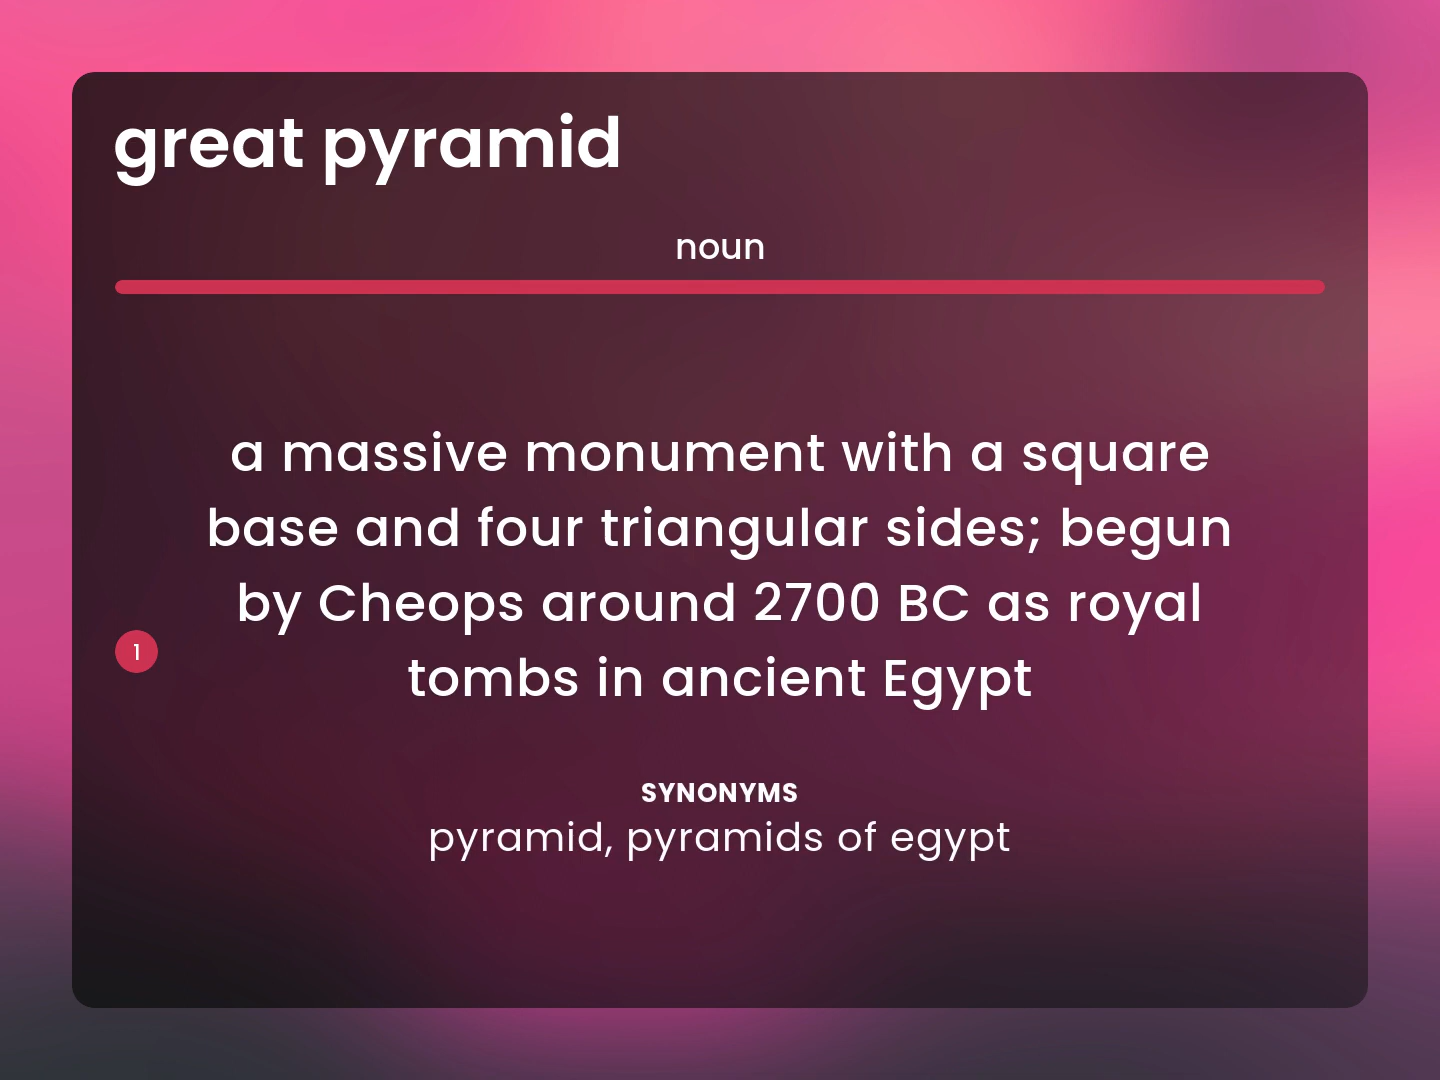 great pyramid
noun
a massive monument with a square
base and four triangular sides; begun
by Cheops around 2700 BC as royal
1
tombs in ancient Egypt
SYNONYMS
pyramid, pyramids of egypt